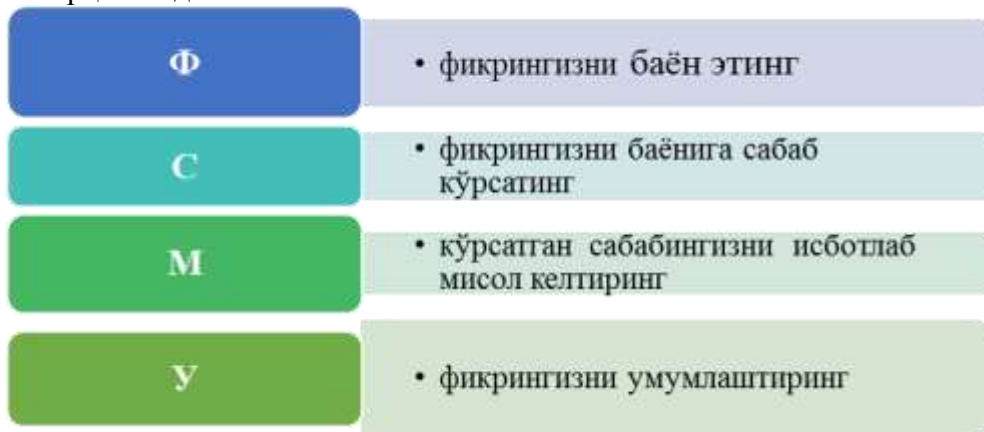 Ф
• фикрингизни баён этинг
С
• фикрингизни баёнига сабаб
кўрсатинг
М
• кўрсатган сабабингизни исботлаб
мисол келтиринг
У
• фикрингизни умумлаштиринг